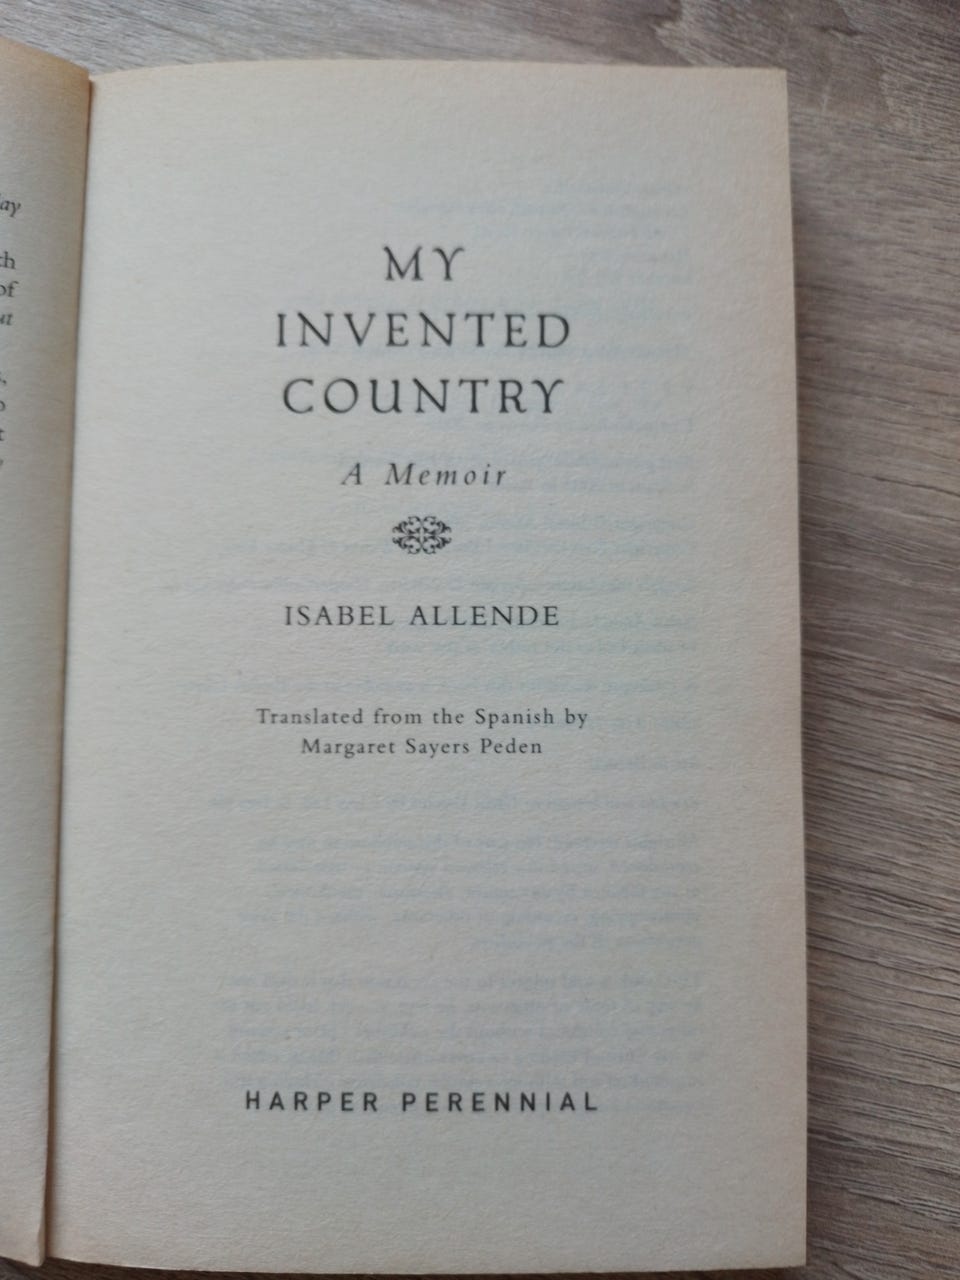 MY
INVENTED
COUNTRY
A Memoir
ISABEL ALLENDE
Translated from the Spanish by
Margaret Sayers Peden
HARPER PERENNIAL